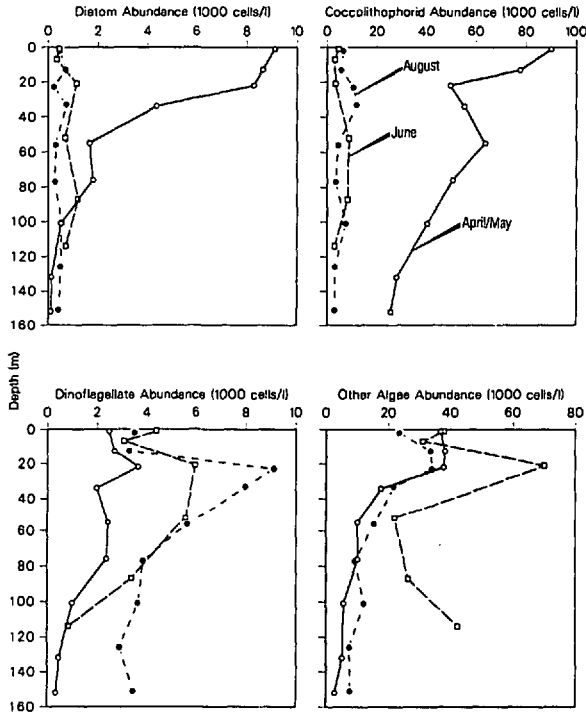 Diatom Abundance (1000 cells/l)
0 2 4 6 8 10
Coccolithophorid Abundance (1000 cells/l)
0 20 40 60 80 100
0
20
40
60
80
100
120
140
160
August
June
April/May
Depth (m)
Dinoflagellate Abundance (1000 cells/l)
0 2 4 6 8 10
Other Algae Abundance (1000 cells/l)
0 20 40 60 80
0
20
40
60
80
100
120
140
160